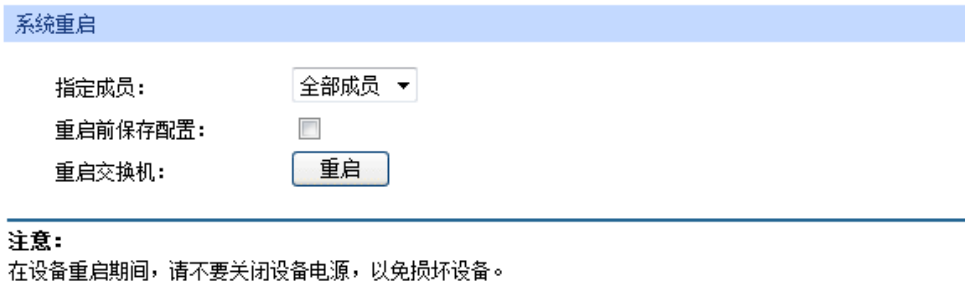 系统重启
指定成员： 全部成员
重启前保存配置：
重启交换机： 重启
注意：
在设备重启期间，请不要关闭设备电源，以免损坏设备。